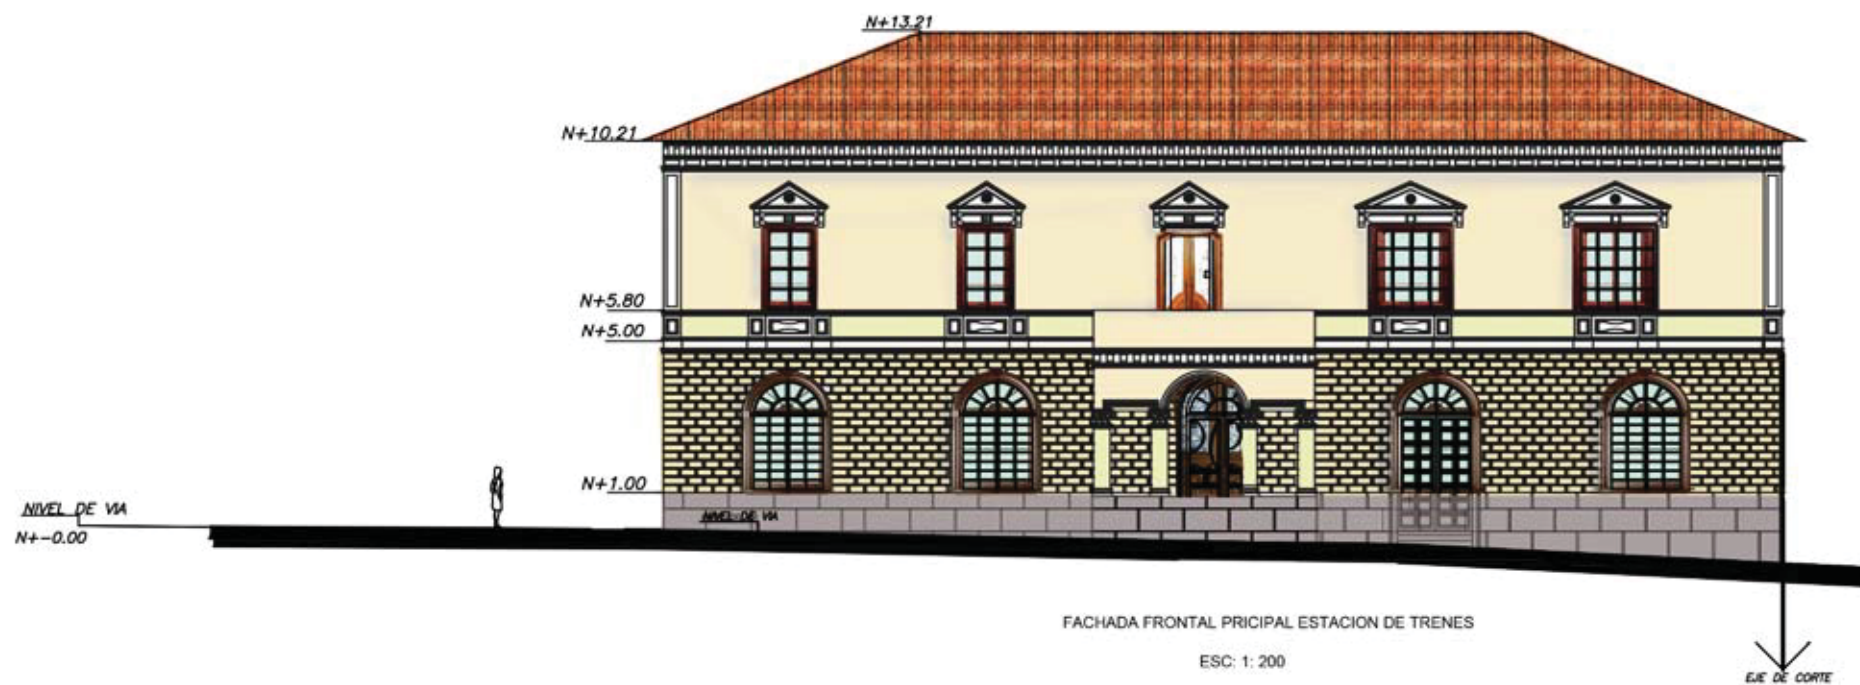 N+13.21
N+10.21
N+5.80
N+5.00
N+1.00
NIVEL DE VIA
NIVEL DE VIA
N+-0.00
FACHADA FRONTAL PRICIPAL ESTACION DE TRENES
ESC: 1: 200
EJE DE CORTE